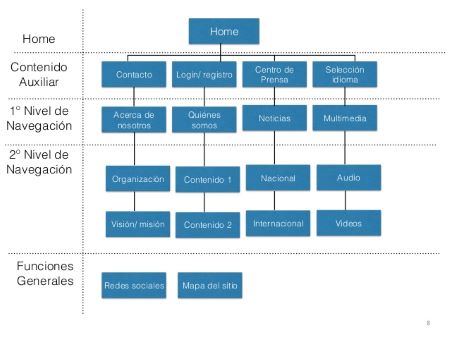 Home
Home
Contenido
Auxiliar
Contacto
Login/ registro
Centro de
Prensa
Selección
idioma
1º Nivel de
Navegación
Acerca de
nosotros
Quiénes
somos
Noticias
Multimedia
2º Nivel de
Navegación
Organización
Contenido 1
Nacional
Audio
Visión/ misión
Contenido 2
Internacional
Videos
Funciones
Generales
Redes sociales
Mapa del sitio
8